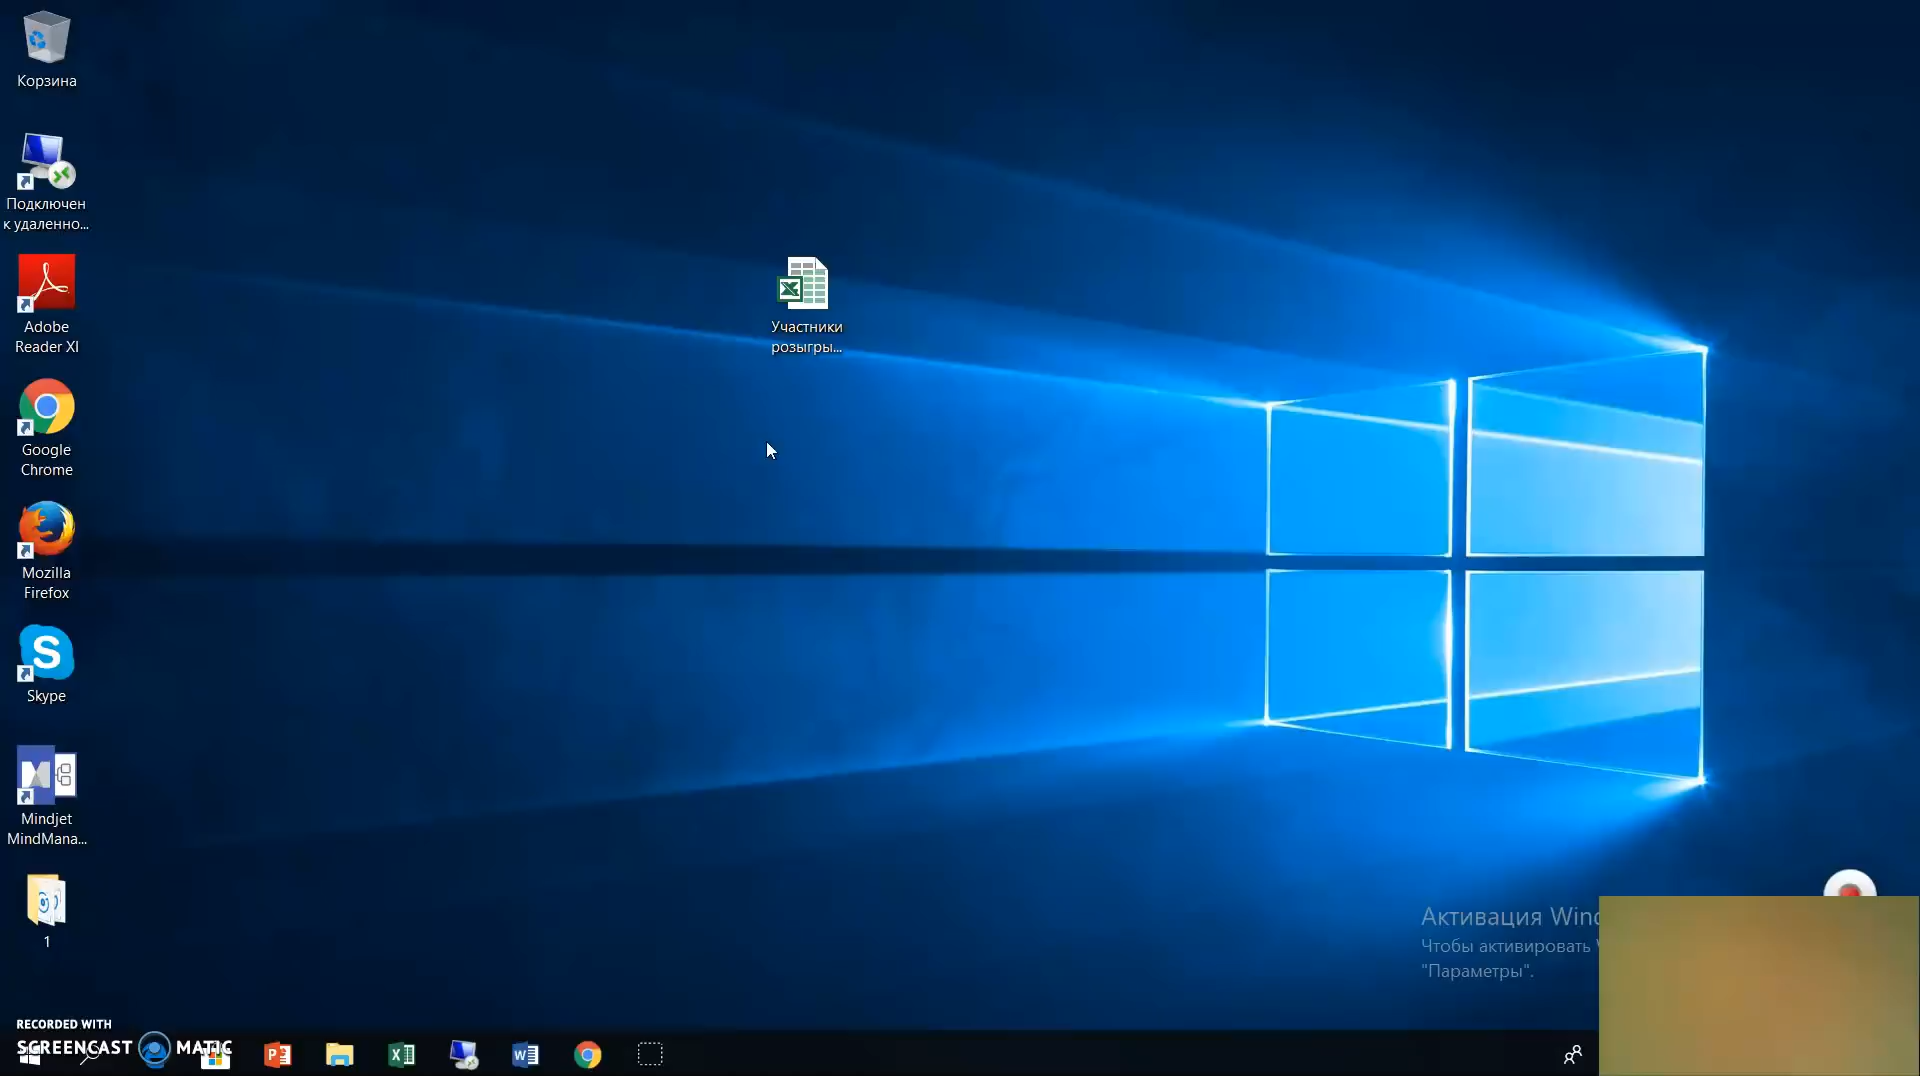 Корзина
Подключен
к удаленно...
Adobe
Reader XI
Google
Chrome
Mozilla
Firefox
S
Skype
Mindjet
MindMana...
1
Участники
розыгры...
Активация Wind
Чтобы активировать
"Параметры".
RECORDED WITH
SCREENCAST MATIC